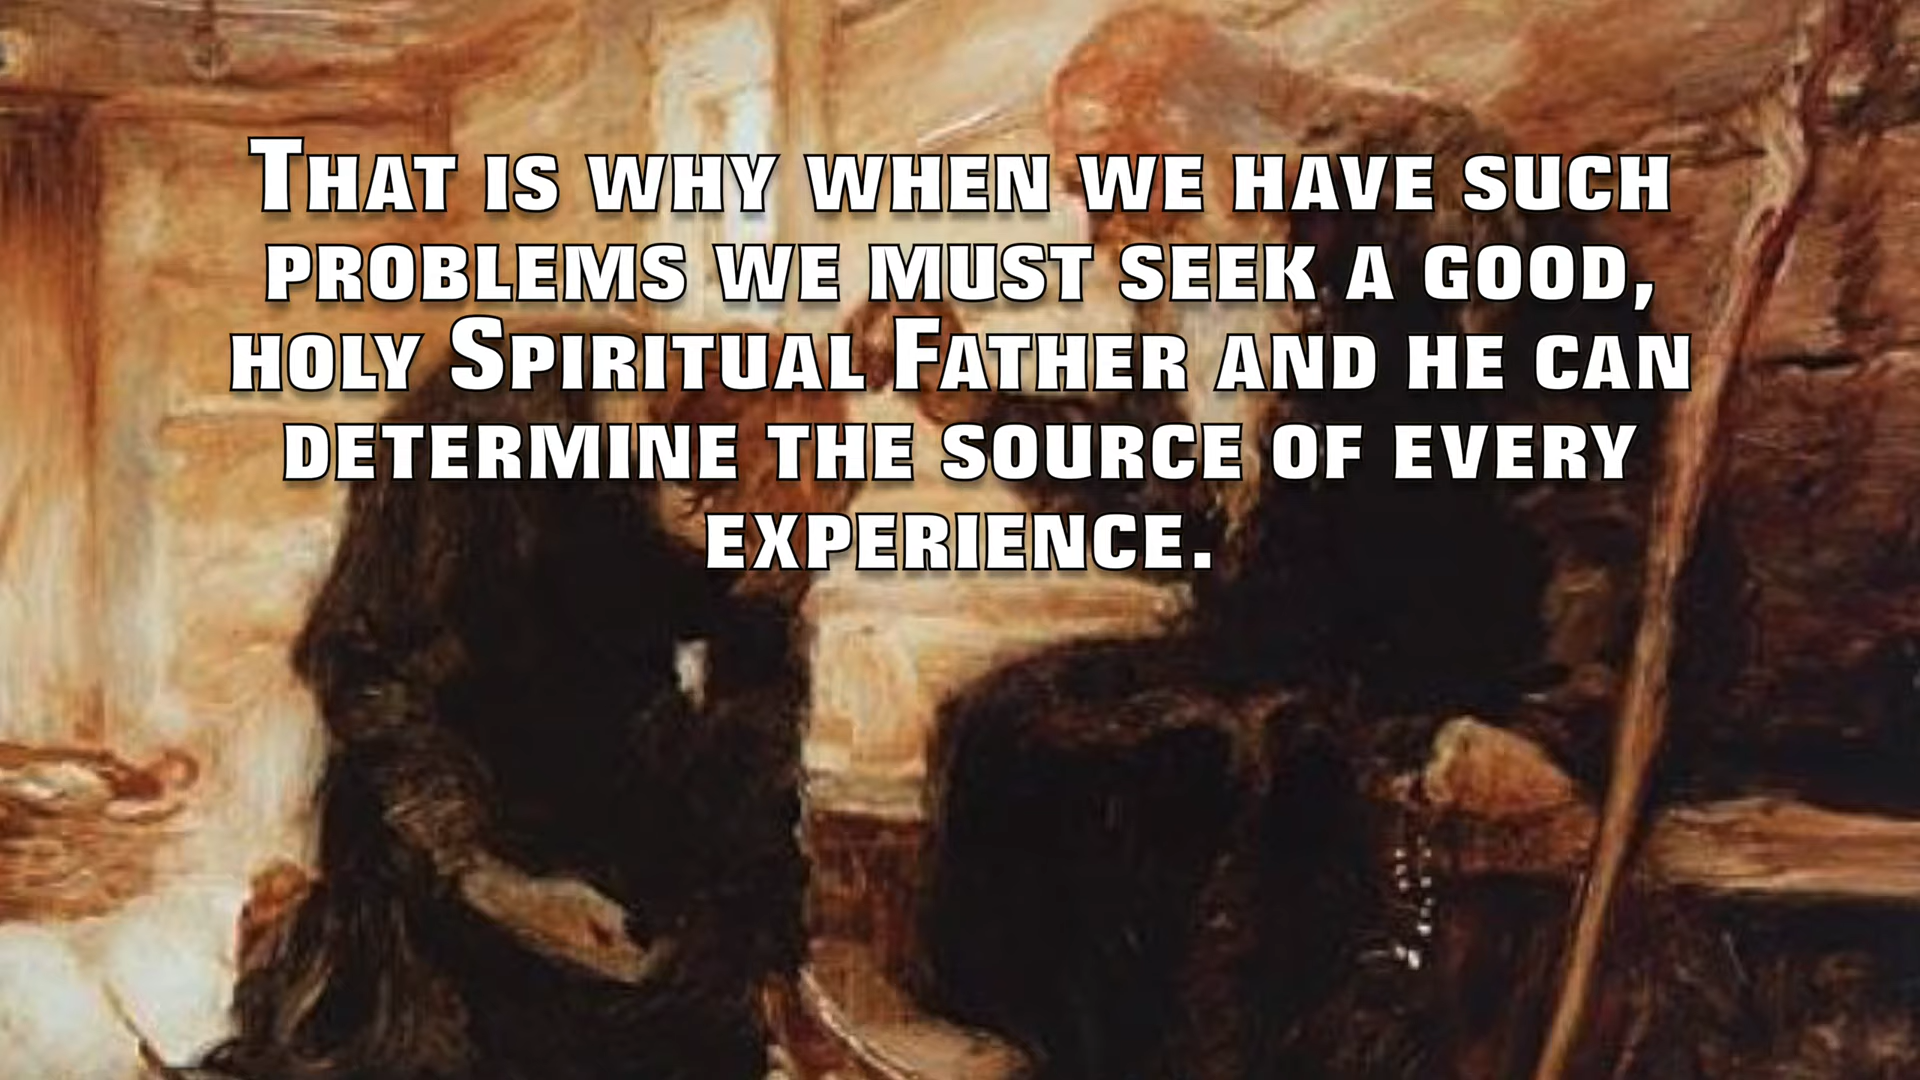 That is why when we have such
problems we must seek a good,
holy Spiritual Father and he can
determine the source of every
experience.